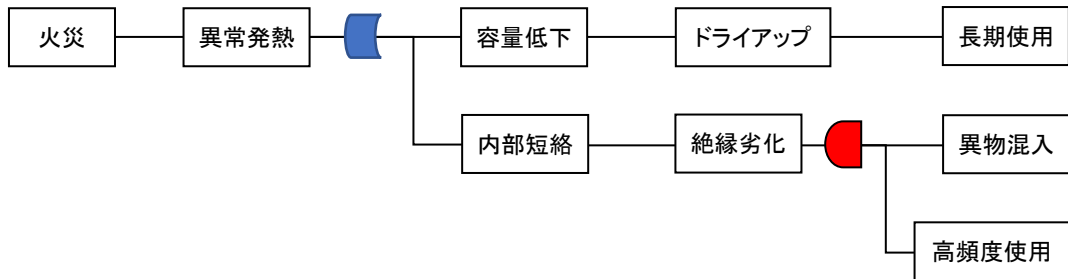 火災
異常発熱
容量低下
ドライアップ
長期使用
内部短絡
絶縁劣化
異物混入
高頻度使用